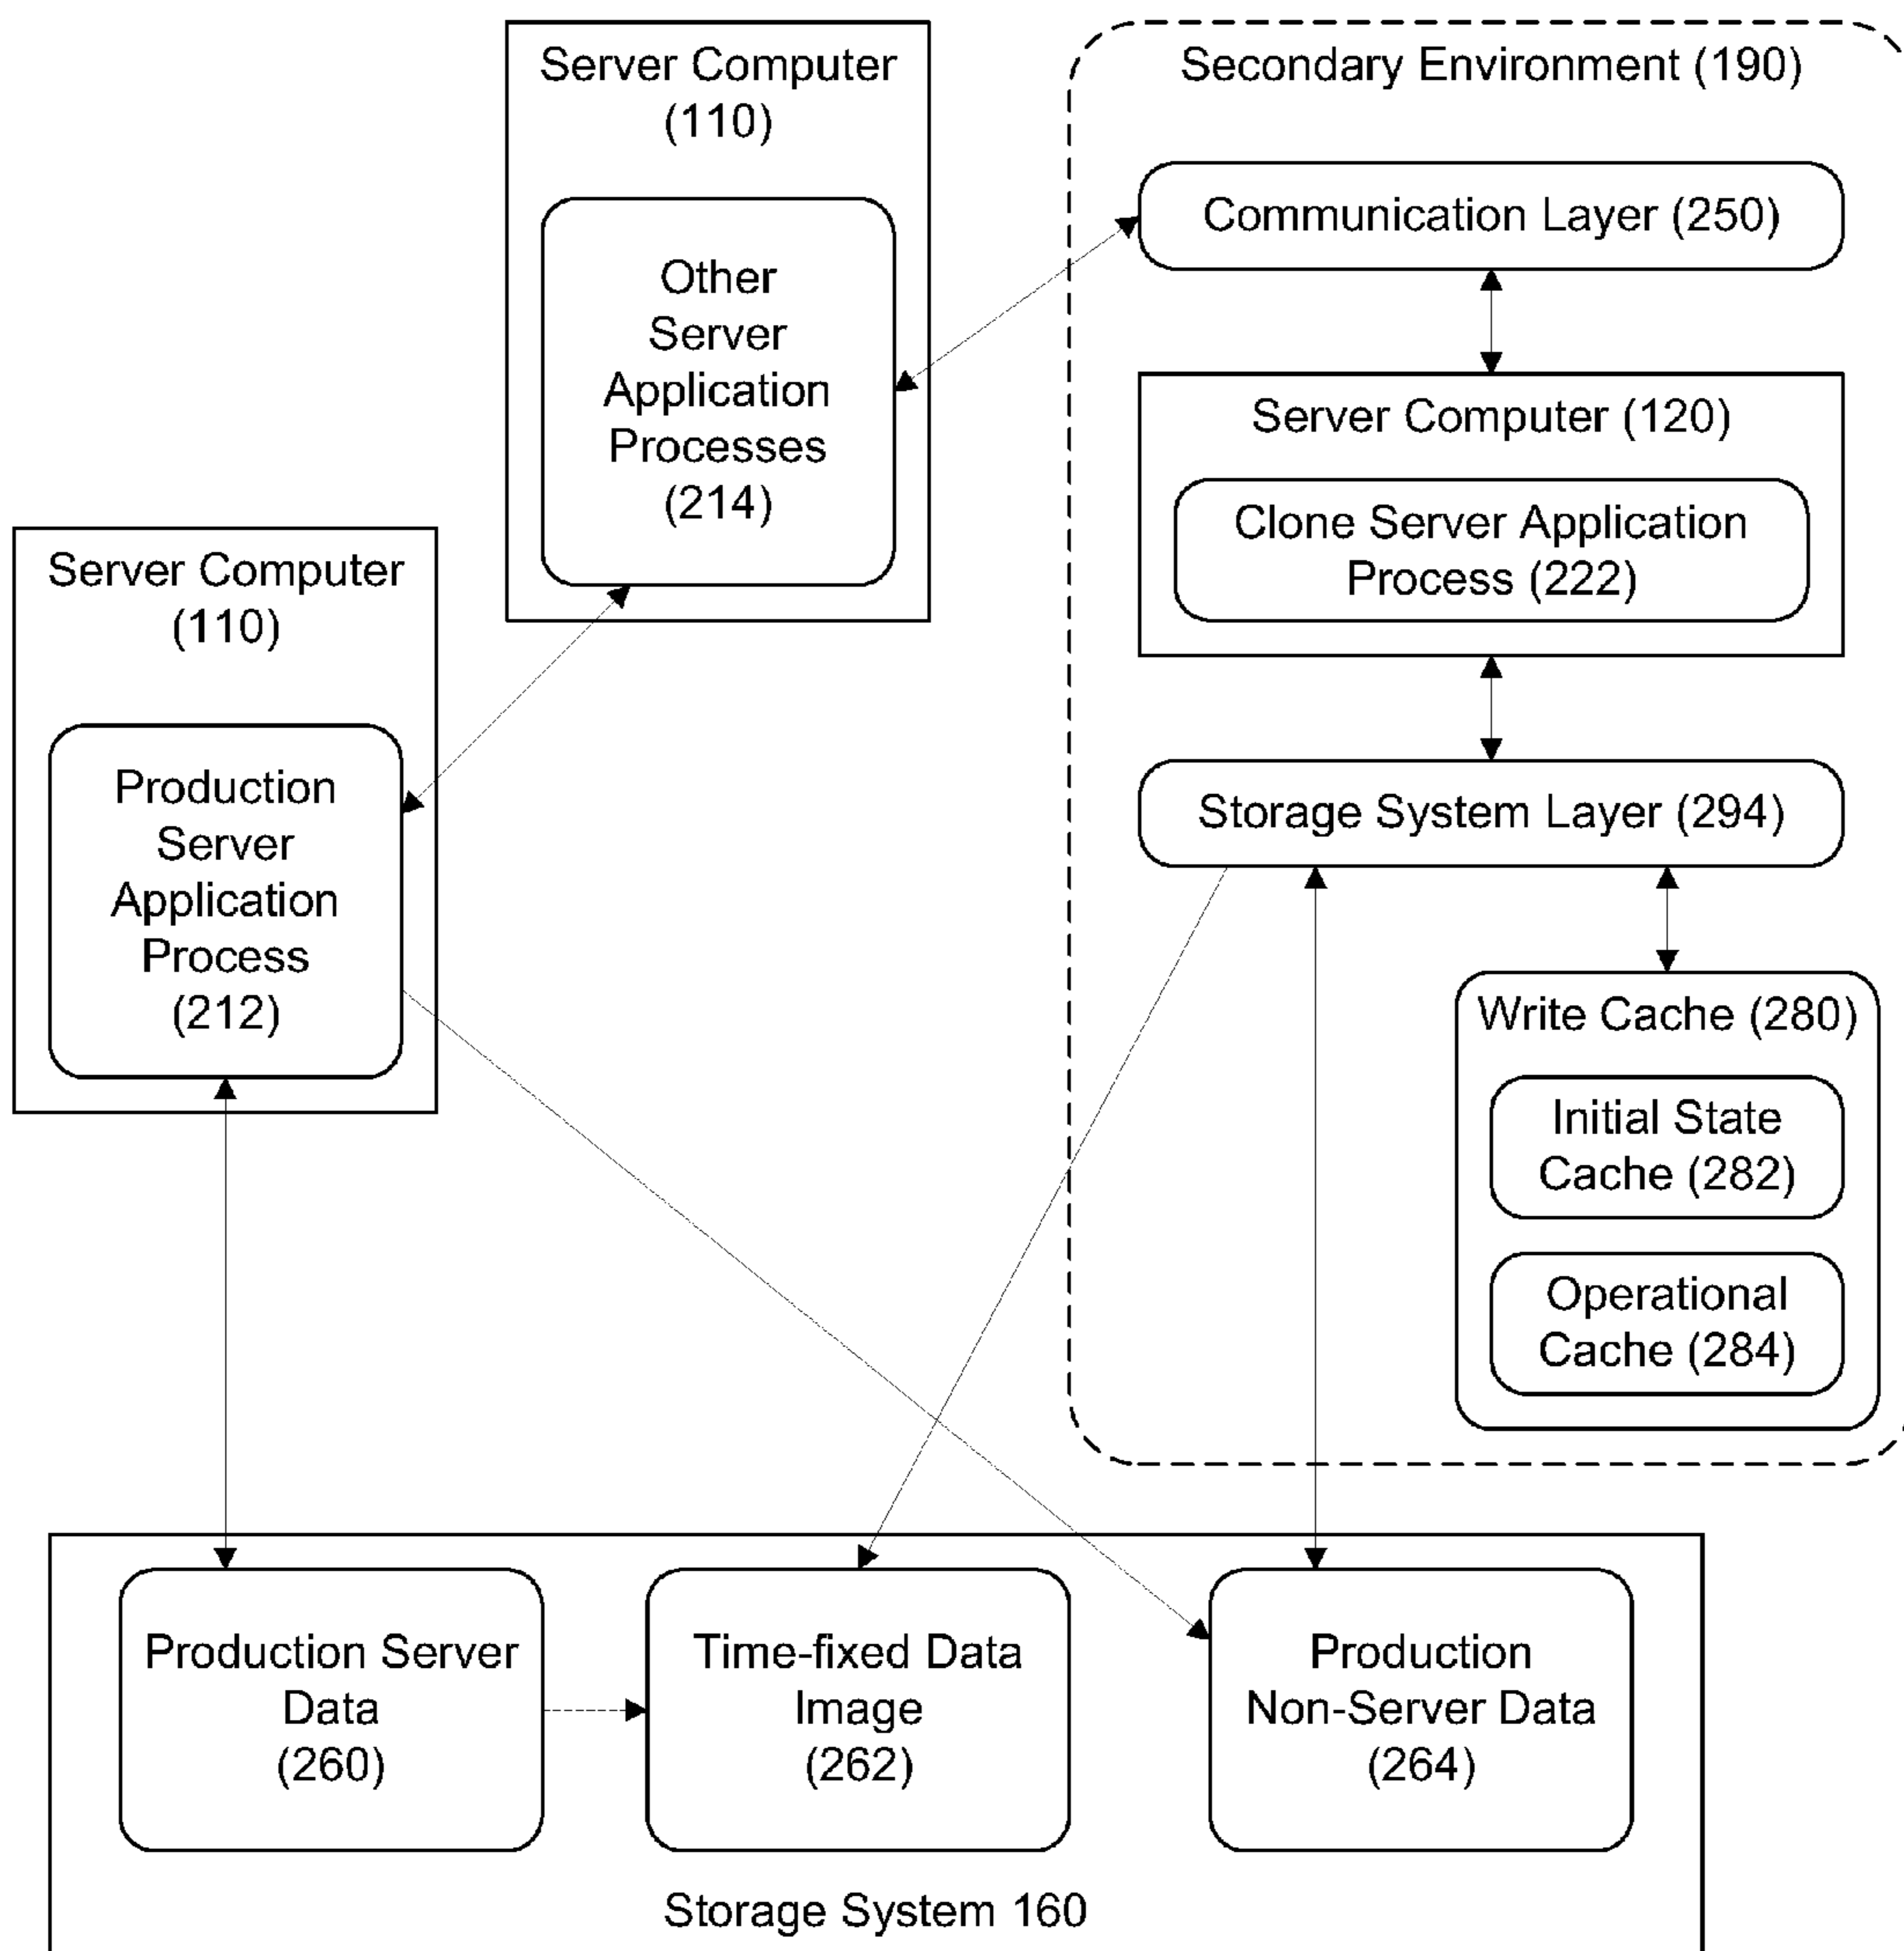 Server Computer
(110)
Other
Server
Application
Processes
(214)
Server Computer
(110)
Production
Server
Application
Process
(212)
Secondary Environment (190)
Communication Layer (250)
Server Computer (120)
Clone Server Application
Process (222)
Storage System Layer (294)
Write Cache (280)
Initial State
Cache (282)
Operational
Cache (284)
Production Server
Data
(260)
Time-fixed Data
Image
(262)
Production
Non-Server Data
(264)
Storage System 160